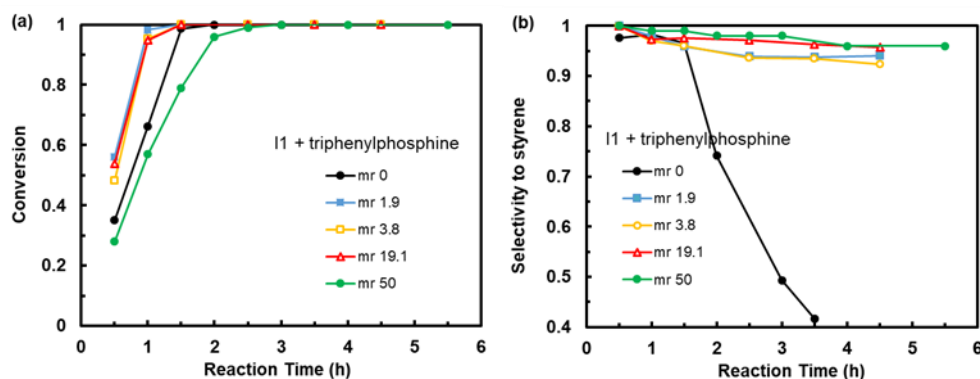 (a)
1
0.8
0.6
0.4
0.2
0
Conversion
l1 + triphenylphosphine
mr 0
mr 1.9
mr 3.8
mr 19.1
mr 50
0 1 2 3 4 5 6
Reaction Time (h)
(b)
1
0.9
0.8
0.7
0.6
0.5
0.4
Selectivity to styrene
l1 + triphenylphosphine
mr 0
mr 1.9
mr 3.8
mr 19.1
mr 50
0 1 2 3 4 5 6
Reaction Time (h)